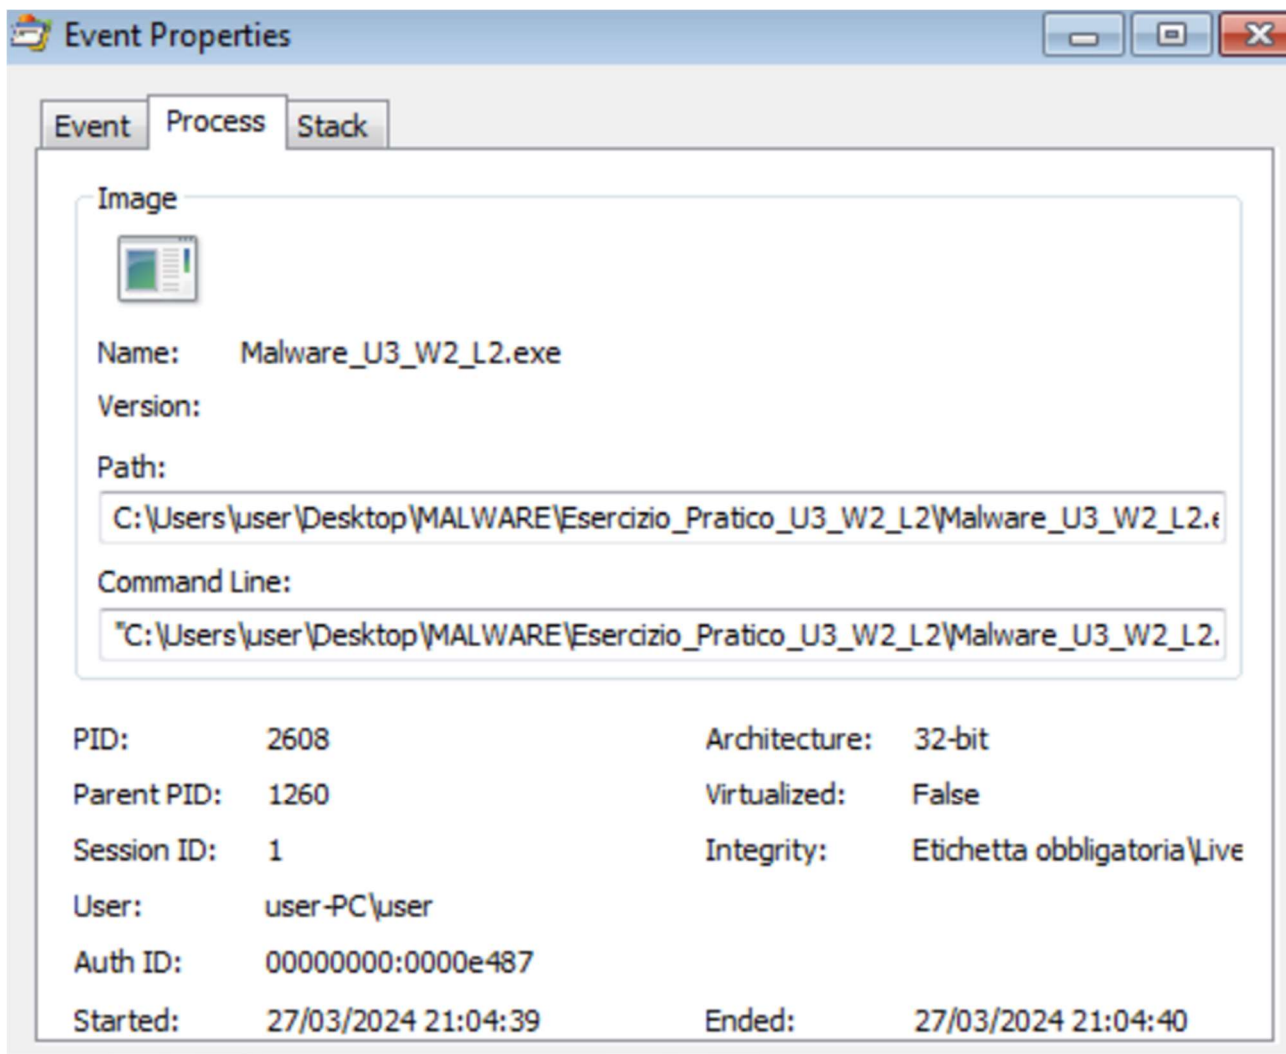 Event Properties
Event Process Stack
Image
Name: Malware_U3_W2_L2.exe
Version:
Path:
C:\Users\user\Desktop\MALWARE\Esercizio_Pratico_U3_W2_L2\Malware_U3_W2_L2.e
Command Line:
"C:\Users\user\Desktop\MALWARE\Esercizio_Pratico_U3_W2_L2\Malware_U3_W2_L2.
PID: 2608 Architecture: 32-bit
Parent PID: 1260 Virtualized: False
Session ID: 1 Integrity: Etichetta obbligatoria\Live
User: user-PC\user
Auth ID: 00000000:0000e487
Started: 27/03/2024 21:04:39 Ended: 27/03/2024 21:04:40